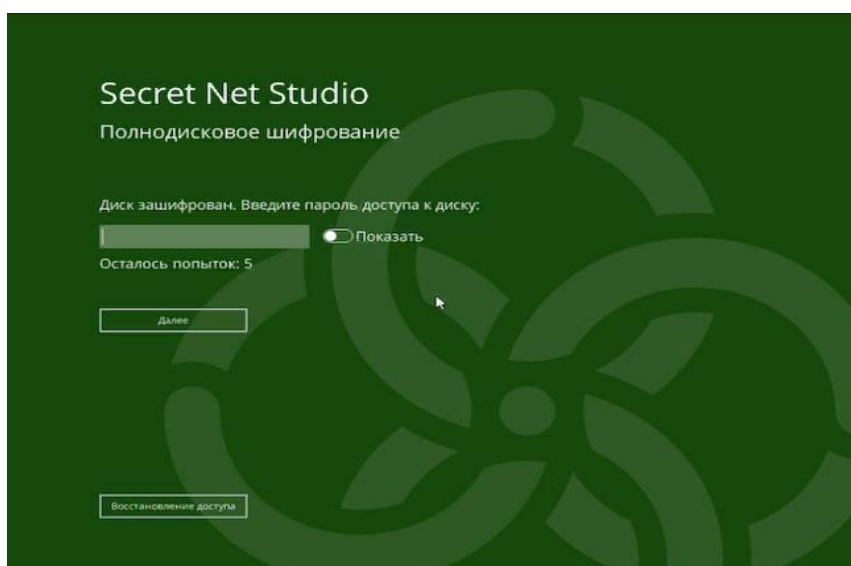 Secret Net Studio
Полнодисковое шифрование
Диск зашифрован. Введите пароль доступа к диску:
Показать
Осталось попыток: 5
Далее
Восстановление доступа